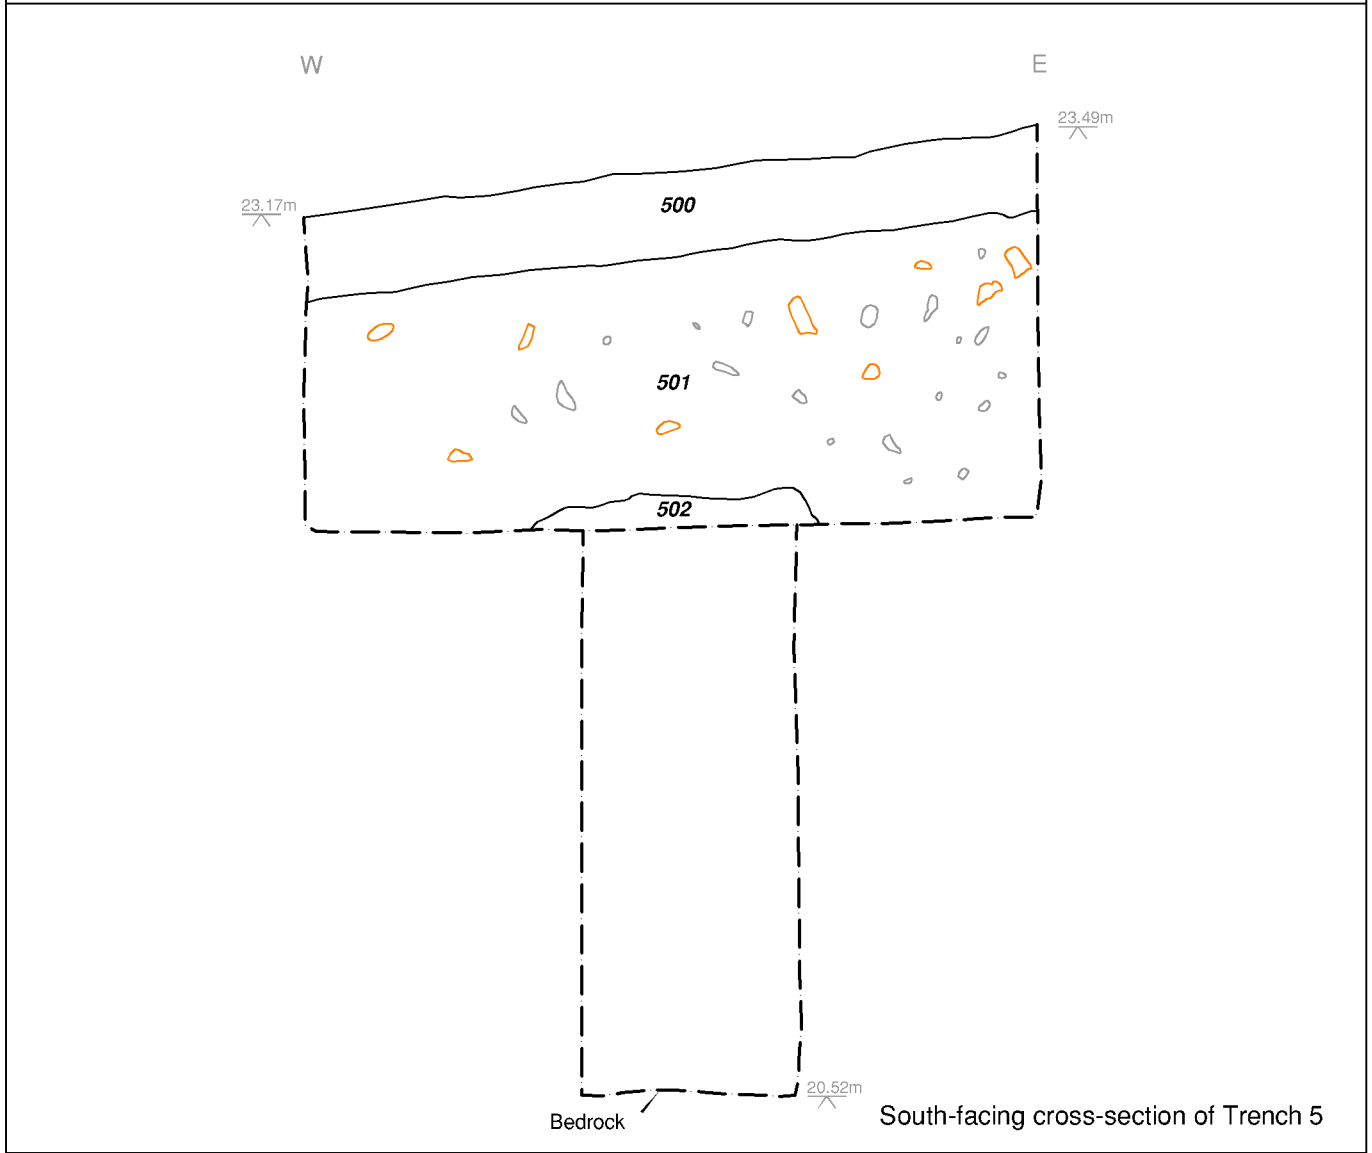 W
E
23.49m
23.17m
500
501
502
20.52m
Bedrock
South-facing cross-section of Trench 5